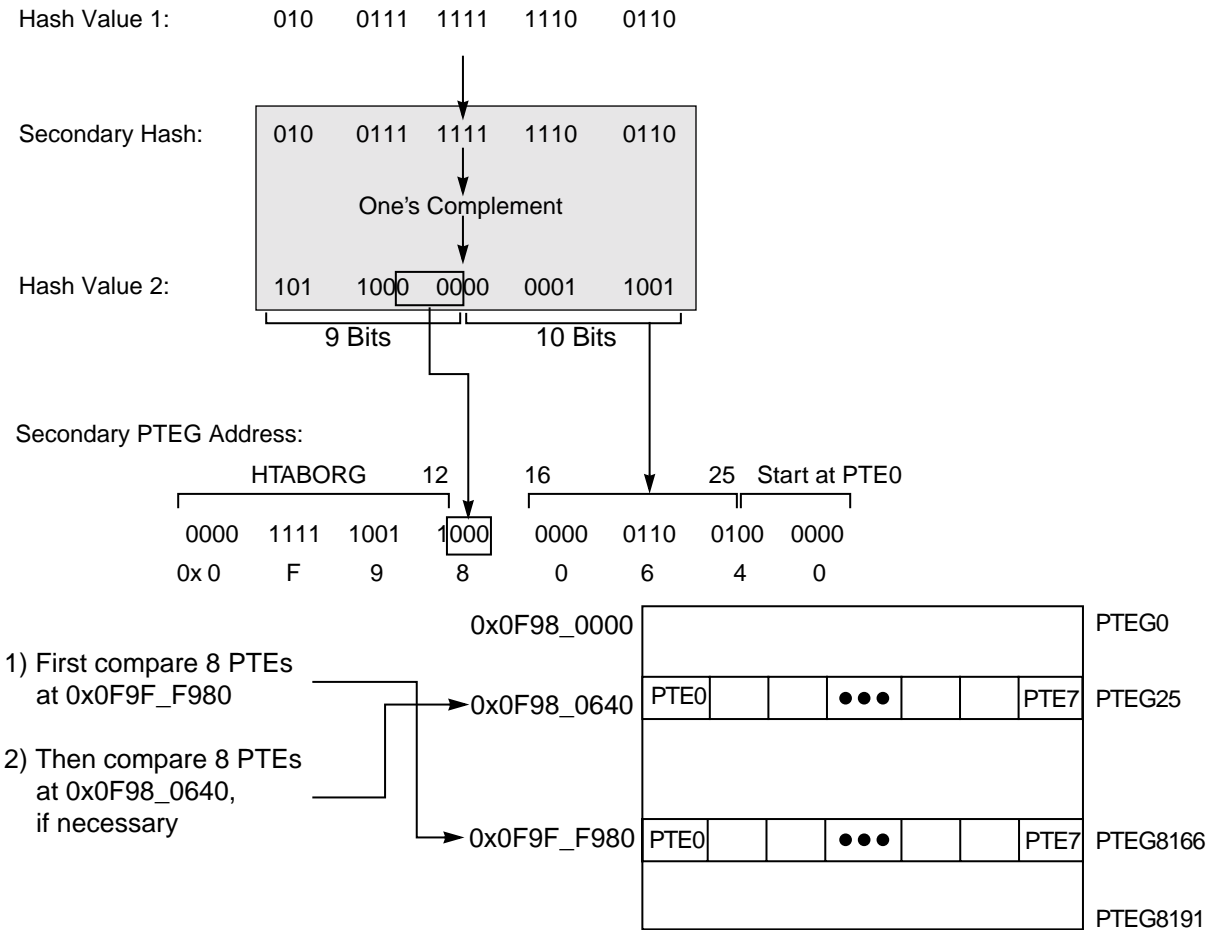 Hash Value 1: 010 0111 1111 1110 0110
Secondary Hash: 010 0111 1111 1110 0110
One's Complement
Hash Value 2: 101 1000 0000 0001 1001
9 Bits 10 Bits
Secondary PTEG Address:
HTABORG 12 16 25 Start at PTE0
0000 1111 1001 1000 0000 0110 0100 0000
0x 0 F 9 8 0 6 4 0
0x0F98_0000 PTEG0
1) First compare 8 PTEs
at 0x0F9F_F980
0x0F98_0640 PTE0 ●●● PTE7 PTEG25
2) Then compare 8 PTEs
at 0x0F98_0640,
if necessary
0x0F9F_F980 PTE0 ●●● PTE7 PTEG8166
PTEG8191